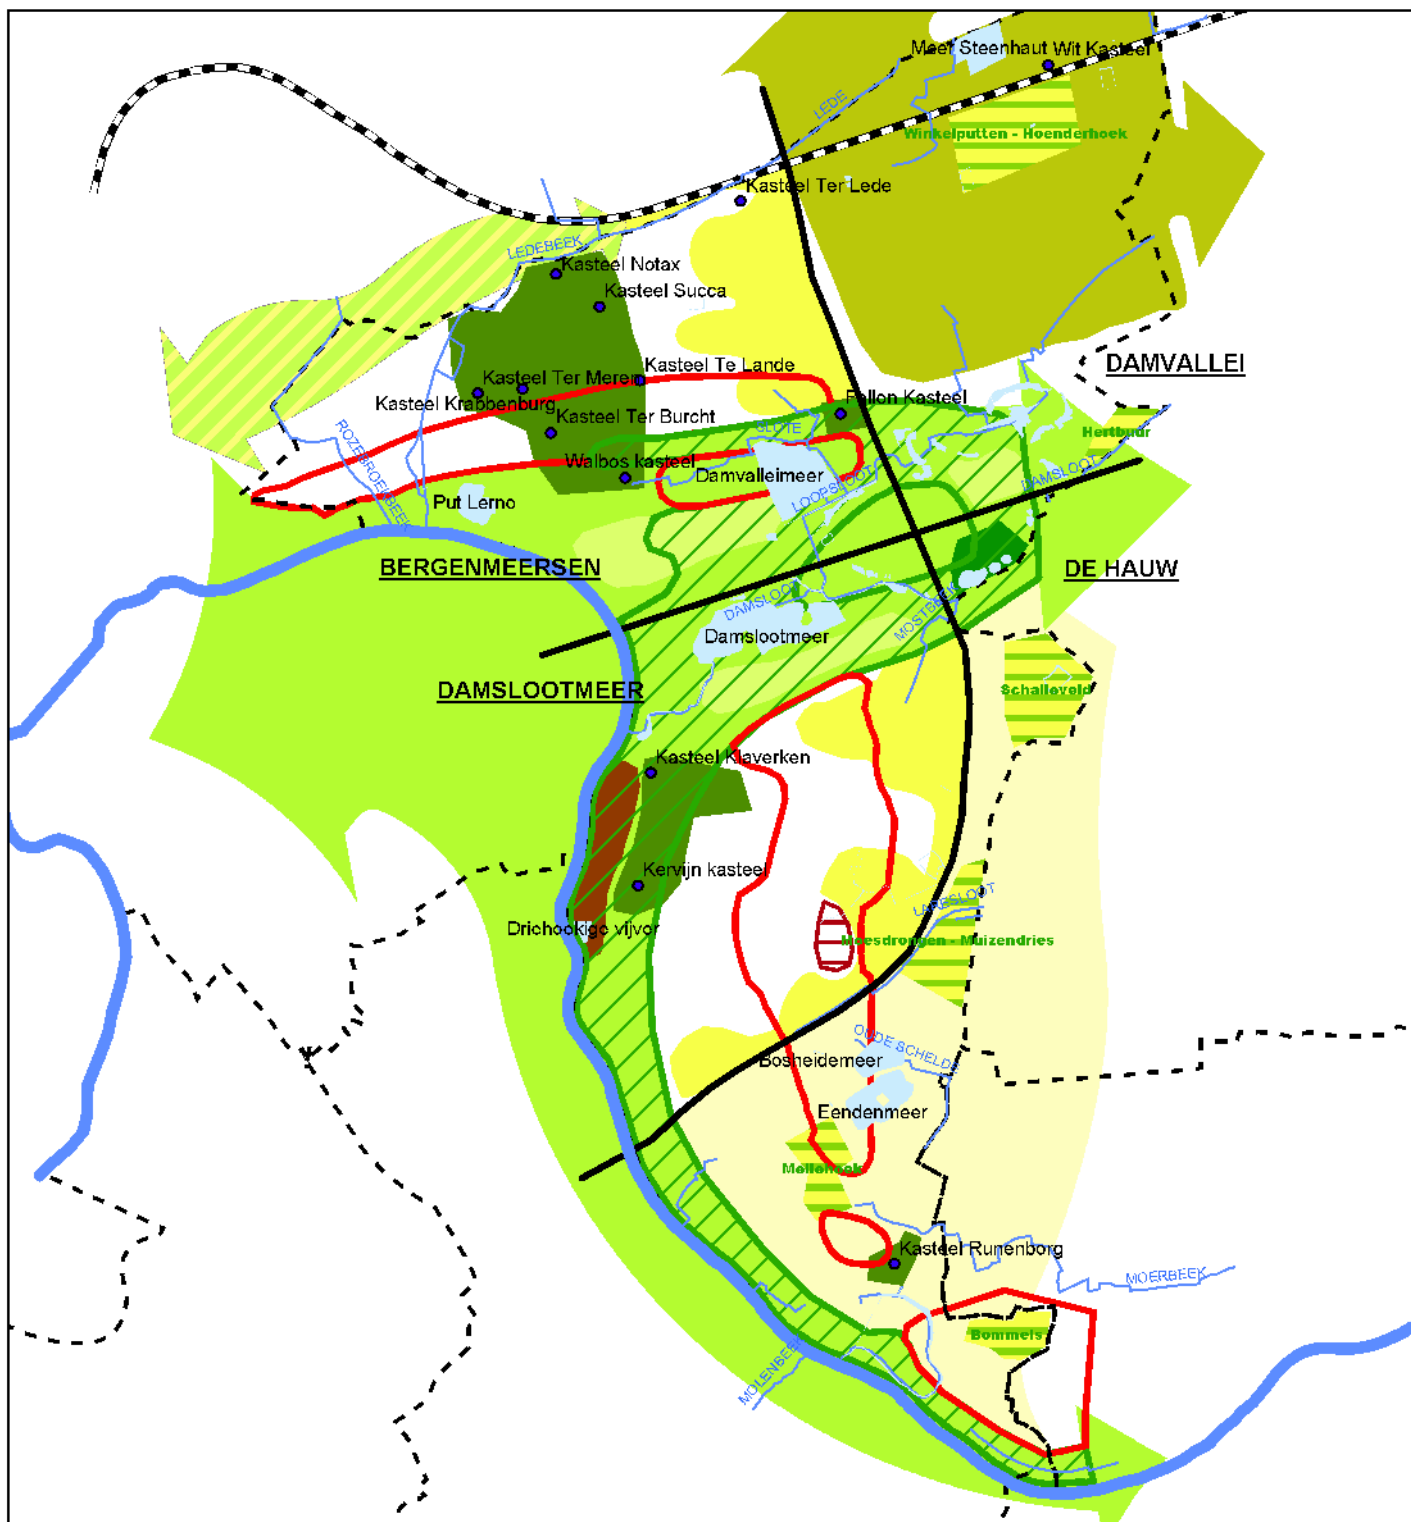 Meer Steenhaut
Wit Kasteel
LEDE
Winkelputten - Hoenderhoek
Kasteel Ter Lede
LEDEBEEK
Kasteel Notax
Kasteel Succa
DAMVALLEI
Kasteel Te Lande
Kasteel Ter Meren
Kasteel Krabbenburg
Fallon Kasteel
Kasteel Ter Burcht
SLOTE
Hertbuur
ROZEBROEKBEEK
Walbos kasteel
Damvalleimeer
LOOPSLOOT
DAMSLOOT
Put Lerno
BERGENMEERSEN
DE HAUW
DAMSLOOT
MOSTBEEK
Damslootmeer
DAMSLOOTMEER
Schalleveld
Kasteel Klaverken
Kervijn kasteel
LARESLOOT
Driehoekige vijver
Moesdrongen - Muizendries
OUDE SCHELDE
Bosheidemeer
Eendenmeer
Mellehoek
Kasteel Runenborg
MOERBEEK
Bommels
MOLENBEEK